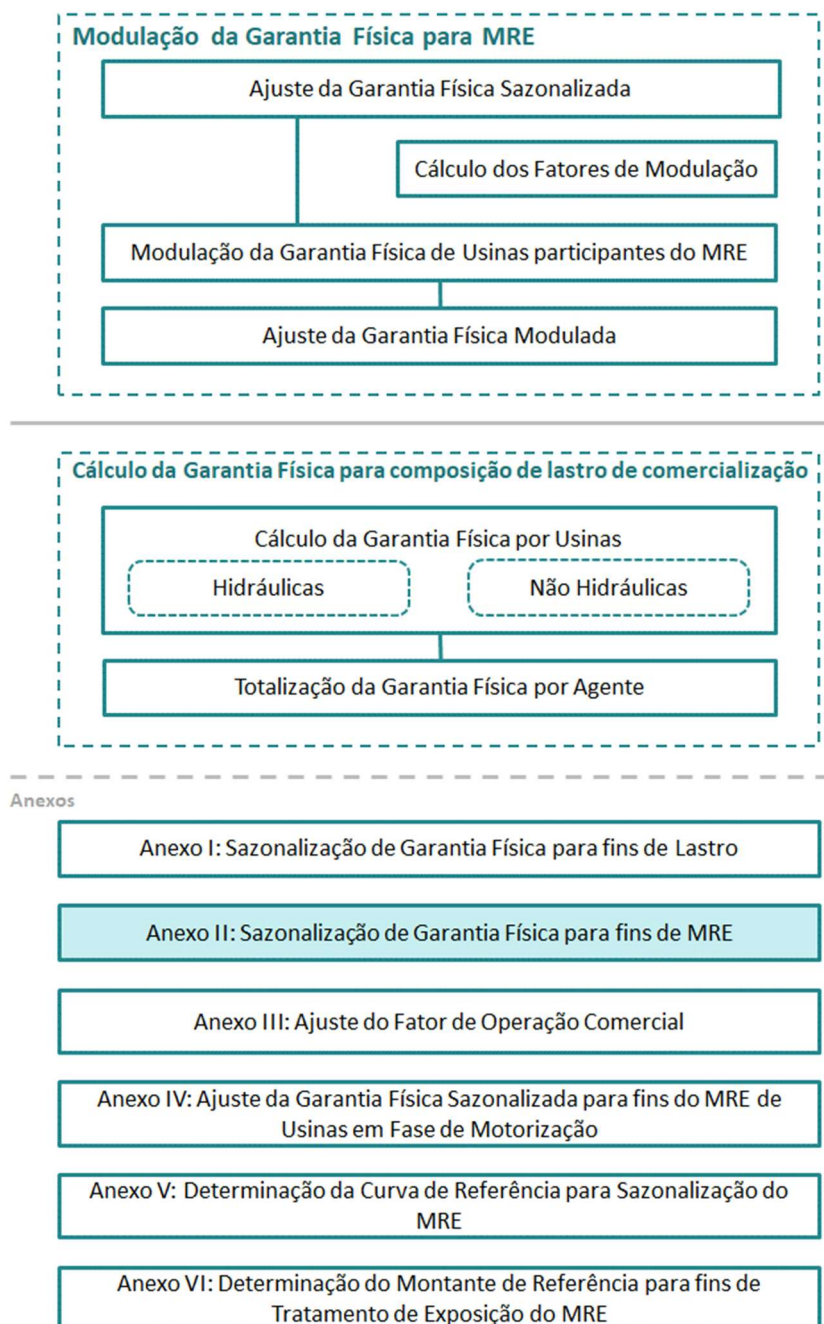 Modulação da Garantia Física para MRE
Ajuste da Garantia Física Sazonalizada
Cálculo dos Fatores de Modulação
Modulação da Garantia Física de Usinas participantes do MRE
Ajuste da Garantia Física Modulada
Cálculo da Garantia Física para composição de lastro de comercialização
Cálculo da Garantia Física por Usinas
Hidráulicas
Não Hidráulicas
Totalização da Garantia Física por Agente
Anexos
Anexo I: Sazonalização de Garantia Física para fins de Lastro
Anexo II: Sazonalização de Garantia Física para fins de MRE
Anexo III: Ajuste do Fator de Operação Comercial
Anexo IV: Ajuste da Garantia Física Sazonalizada para fins do MRE de
Usinas em Fase de Motorização
Anexo V: Determinação da Curva de Referência para Sazonalização do
MRE
Anexo VI: Determinação do Montante de Referência para fins de
Tratamento de Exposição do MRE